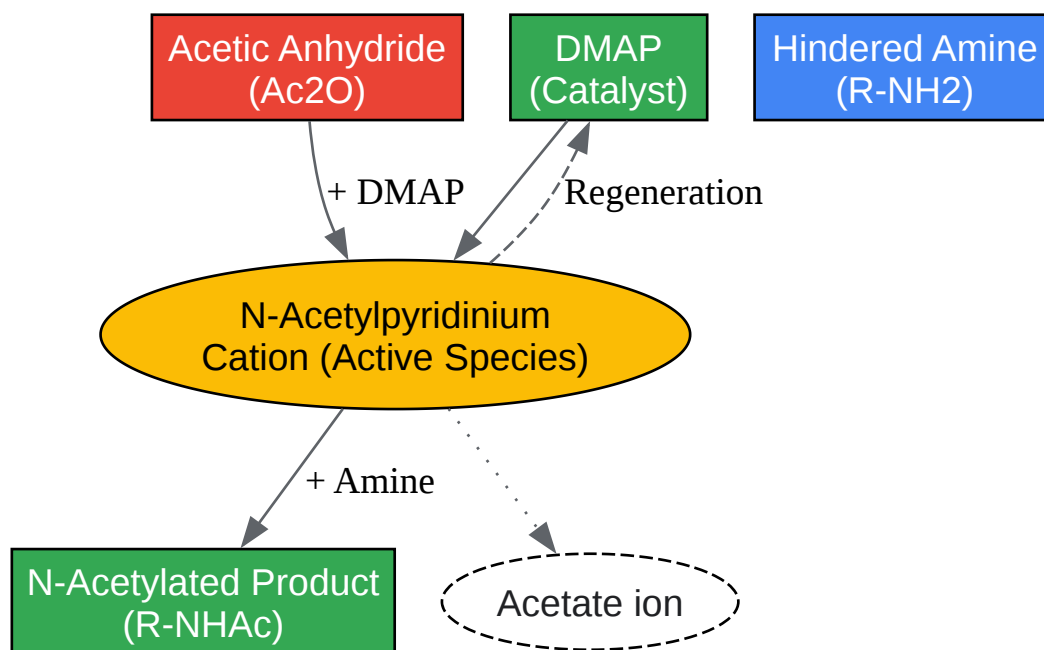 Acetic Anhydride
(Ac2O)
DMAP
(Catalyst)
Hindered Amine
(R-NH2)
+ DMAP
Regeneration
N-Acetylpyridinium
Cation (Active Species)
+ Amine
N-Acetylated Product
(R-NHAc)
Acetate ion